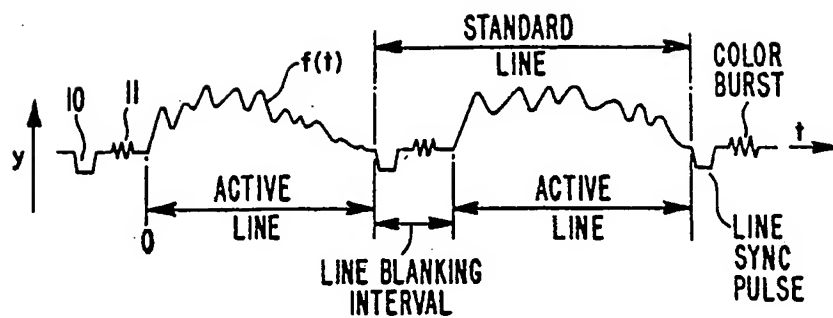 STANDARD
LINE
COLOR
BURST
f(t)
10
11
y
t
ACTIVE
LINE
ACTIVE
LINE
0
LINE BLANKING
INTERVAL
LINE
SYNC
PULSE